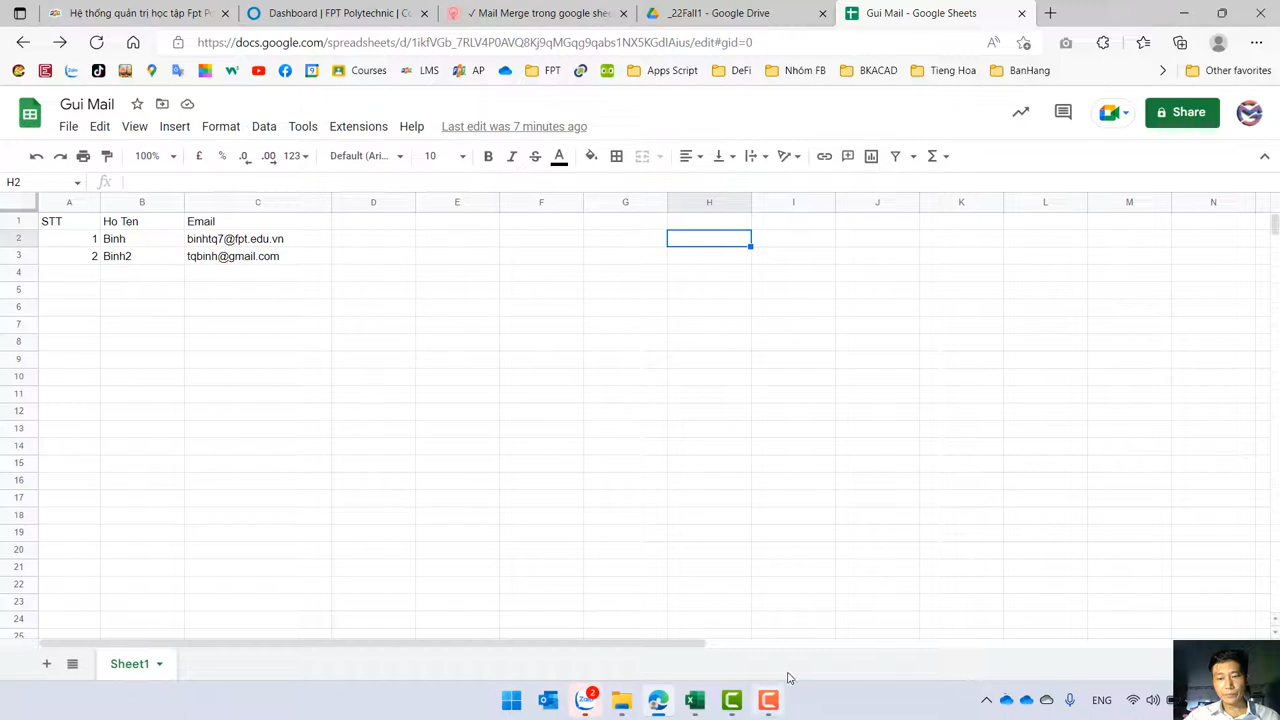 Hệ thống quản trị học tập Fpt P
Dashboard | FPT Polytechnic | Co
✓ Mail Merge trong google shee
_22Fall1 - Google Drive
Gui Mail - Google Sheets
https://docs.google.com/spreadsheets/d/1ikfVGb_7RLV4P0AVQ8Kj9qMGqg9qabs1NX5KGdIAius/edit#gid=0
Courses
LMS
AP
FPT
Apps Script
DeFi
Nhóm FB
BKACAD
Tieng Hoa
BanHang
Other favorites
Gui Mail
File Edit View Insert Format Data Tools Extensions Help Last edit was 7 minutes ago
Share
100% £ % .0 .00 123 Default (Ari... 10 B I S A
H2 fx
A B C D E F G H I J K L M N
1 STT Ho Ten Email
2 1 Binh binhtq7@fpt.edu.vn
3 2 Binh2 tqbinh@gmail.com
4
5
6
7
8
9
10
11
12
13
14
15
16
17
18
19
20
21
22
23
24
25
Sheet1
Zalo
2
ENG